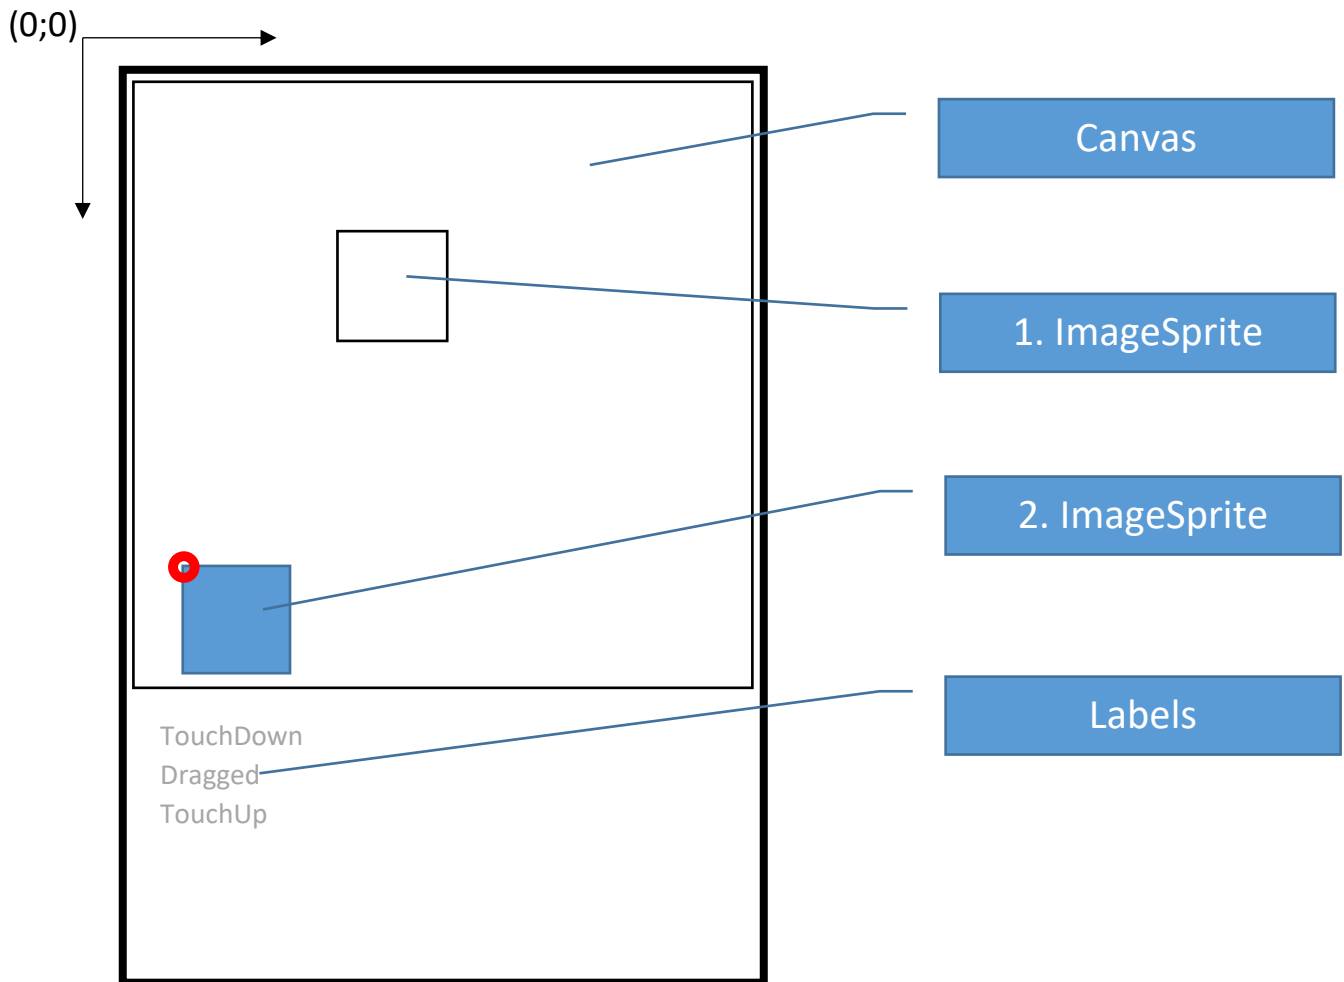 (0;0)
Canvas
1. ImageSprite
2. ImageSprite
Labels
TouchDown
Dragged
TouchUp